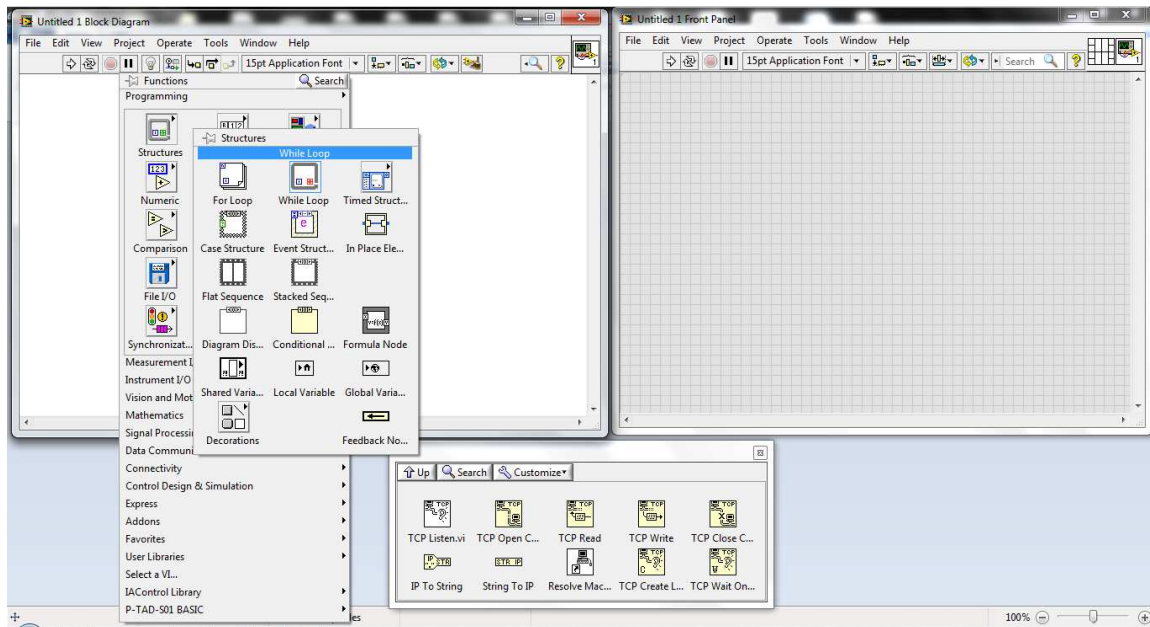 Untitled 1 Block Diagram
File Edit View Project Operate Tools Window Help
15pt Application Font
Functions
Search
Programming
Structures
Numeric
Comparison
File I/O
Synchronizat...
Measurement I
Instrument I/O
Vision and Mot
Mathematics
Signal Processi
Data Communi
Connectivity
Control Design & Simulation
Express
Addons
Favorites
User Libraries
Select a VI...
IAControl Library
P-TAD-S01 BASIC
Structures
While Loop
For Loop While Loop Timed Struct...
Case Structure Event Struct... In Place Ele...
Flat Sequence Stacked Seq...
Diagram Dis... Conditional ... Formula Node
Shared Varia... Local Variable Global Varia...
Decorations Feedback No...
Untitled 1 Front Panel
File Edit View Project Operate Tools Window Help
15pt Application Font
Search
Up Search Customize
TCP Listen.vi TCP Open C... TCP Read TCP Write TCP Close C...
IP To String String To IP Resolve Mac... TCP Create L... TCP Wait On...
100%